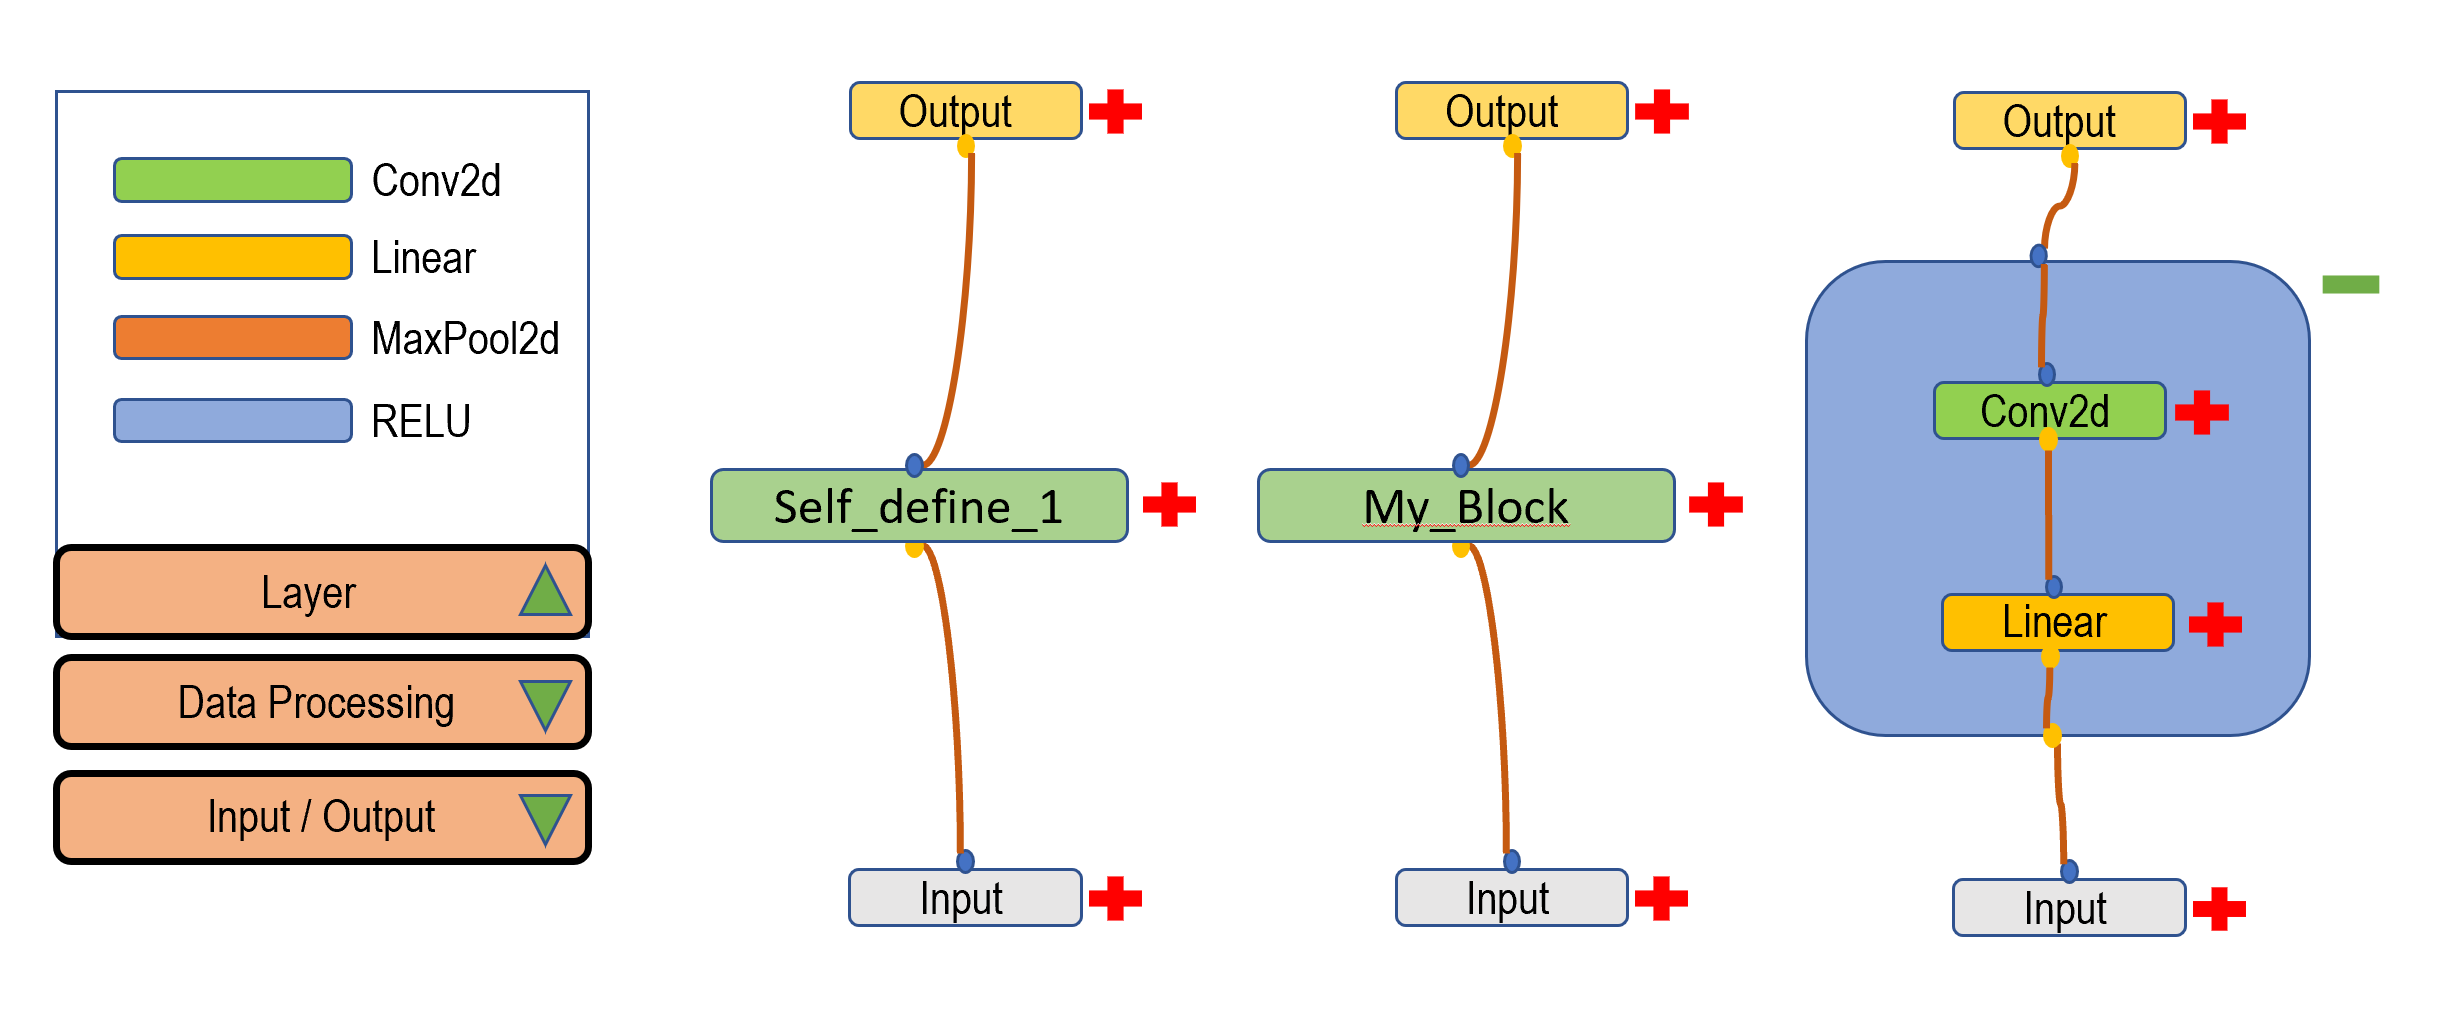 Conv2d
Linear
MaxPool2d
RELU
Layer
Data Processing
Input / Output
Output
Self_define_1
Input
Output
My_Block
Input
Output
Conv2d
Linear
Input